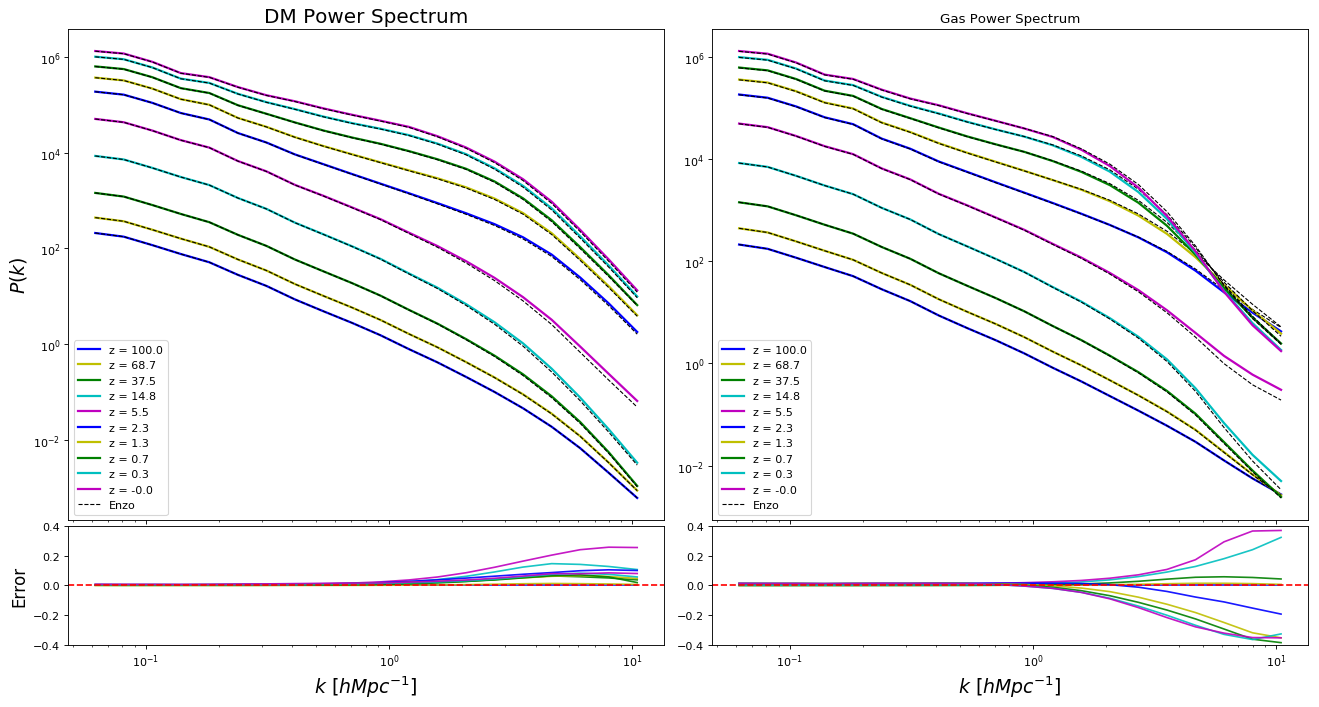 DM Power Spectrum
P(k)
10^6
10^4
10^2
10^0
10^-2
z = 100.0
z = 68.7
z = 37.5
z = 14.8
z = 5.5
z = 2.3
z = 1.3
z = 0.7
z = 0.3
z = -0.0
Enzo
Error
0.4
0.2
0.0
−0.2
−0.4
10^-1
10^0
10^1
k [hMpc^-1]
Gas Power Spectrum
10^6
10^4
10^2
10^0
10^-2
z = 100.0
z = 68.7
z = 37.5
z = 14.8
z = 5.5
z = 2.3
z = 1.3
z = 0.7
z = 0.3
z = -0.0
Enzo
0.4
0.2
0.0
−0.2
−0.4
10^-1
10^0
10^1
k [hMpc^-1]